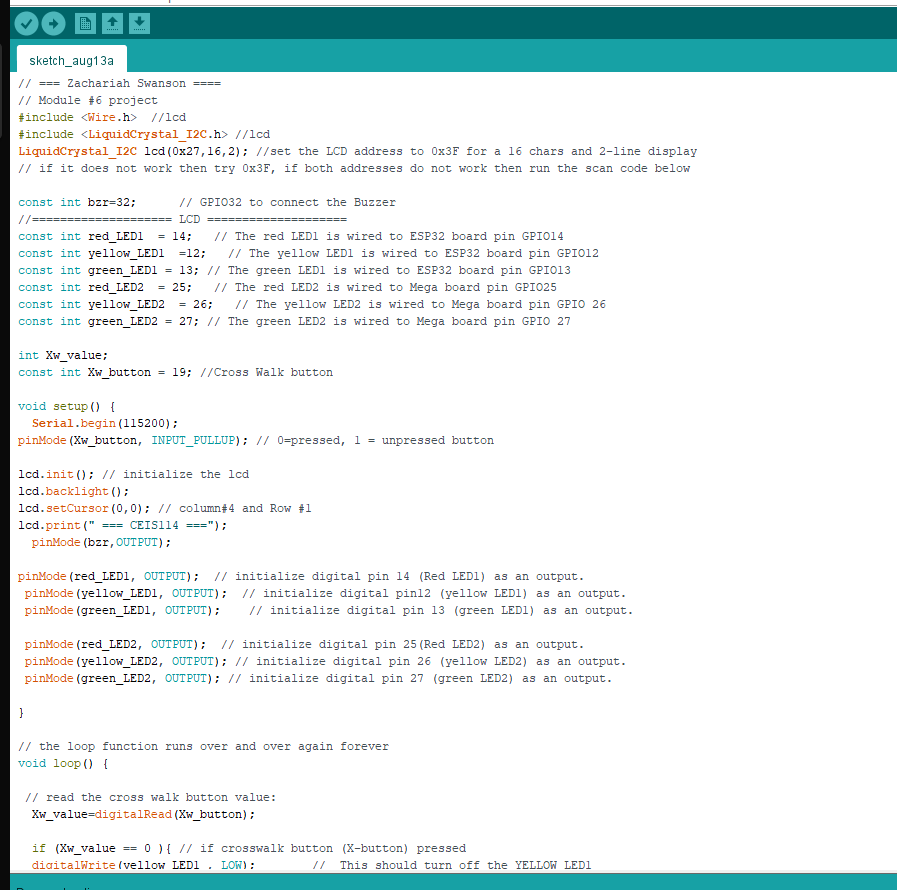 sketch_aug13a
// === Zachariah Swanson ====
// Module #6 project
#include <Wire.h>  //lcd
#include <LiquidCrystal_I2C.h> //lcd
LiquidCrystal_I2C lcd(0x27,16,2); //set the LCD address to 0x3F for a 16 chars and 2-line display
// if it does not work then try 0x3F, if both addresses do not work then run the scan code below

const int bzr=32;      // GPIO32 to connect the Buzzer
//==================== LCD ====================
const int red_LED1  = 14;   // The red LED1 is wired to ESP32 board pin GPIO14
const int yellow_LED1  =12;   // The yellow LED1 is wired to ESP32 board pin GPIO12
const int green_LED1 = 13; // The green LED1 is wired to ESP32 board pin GPIO13
const int red_LED2  = 25;   // The red LED2 is wired to Mega board pin GPIO25
const int yellow_LED2  = 26;   // The yellow LED2 is wired to Mega board pin GPIO 26
const int green_LED2 = 27; // The green LED2 is wired to Mega board pin GPIO 27

int Xw_value;
const int Xw_button = 19; //Cross Walk button

void setup() {
  Serial.begin(115200);
pinMode(Xw_button, INPUT_PULLUP); // 0=pressed, 1 = unpressed button

lcd.init(); // initialize the lcd
lcd.backlight();
lcd.setCursor(0,0); // column#4 and Row #1
lcd.print(" === CEIS114 ===");
  pinMode(bzr,OUTPUT);

pinMode(red_LED1, OUTPUT);  // initialize digital pin 14 (Red LED1) as an output.
 pinMode(yellow_LED1, OUTPUT);  // initialize digital pin12 (yellow LED1) as an output.
 pinMode(green_LED1, OUTPUT);    // initialize digital pin 13 (green LED1) as an output.

 pinMode(red_LED2, OUTPUT);  // initialize digital pin 25(Red LED2) as an output.
 pinMode(yellow_LED2, OUTPUT); // initialize digital pin 26 (yellow LED2) as an output.
 pinMode(green_LED2, OUTPUT); // initialize digital pin 27 (green LED2) as an output.

}

// the loop function runs over and over again forever
void loop() {

 // read the cross walk button value:
  Xw_value=digitalRead(Xw_button);

  if (Xw_value == 0 ){ // if crosswalk button (X-button) pressed
  digitalWrite(yellow_LED1 , LOW);        //  This should turn off the YELLOW LED1